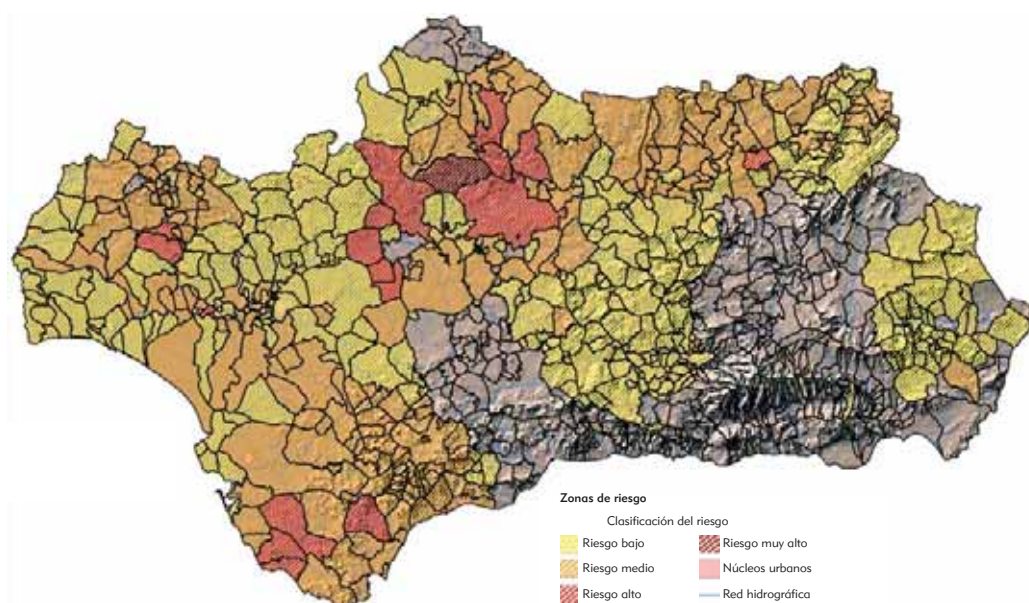 Zonas de riesgo
Clasificación del riesgo
Riesgo bajo
Riesgo medio
Riesgo alto
Riesgo muy alto
Núcleos urbanos
Red hidrográfica